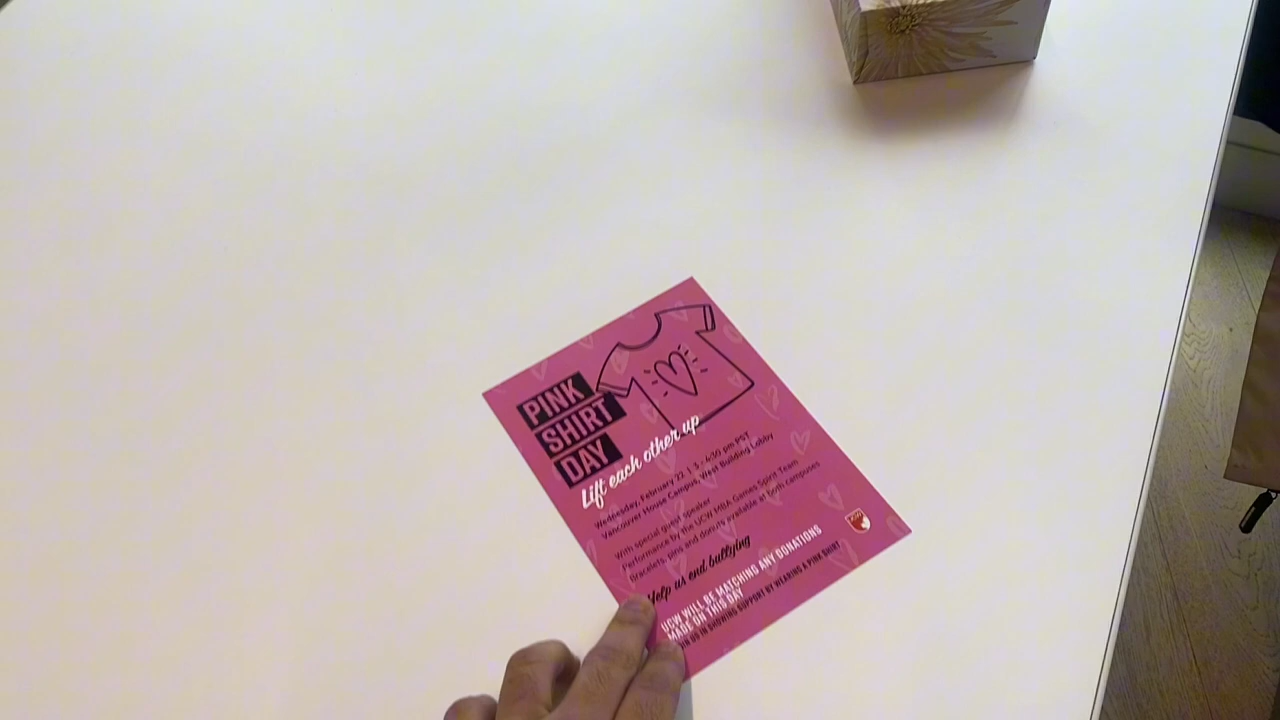 PINK
SHIRT
DAY
Lift each other up
Wednesday, February 22 | 3 - 4:30 pm PST
Vancouver House Campus, West Building Lobby
With special guest speaker
Performance by the UCW MBA Games Spirit Team
Bracelets, pins and donuts available at both campuses
Help us end bullying
UCW WILL BE MATCHING ANY DONATIONS
MADE ON THIS DAY
IN US IN SHOWING SUPPORT BY WEARING A PINK SHIRT